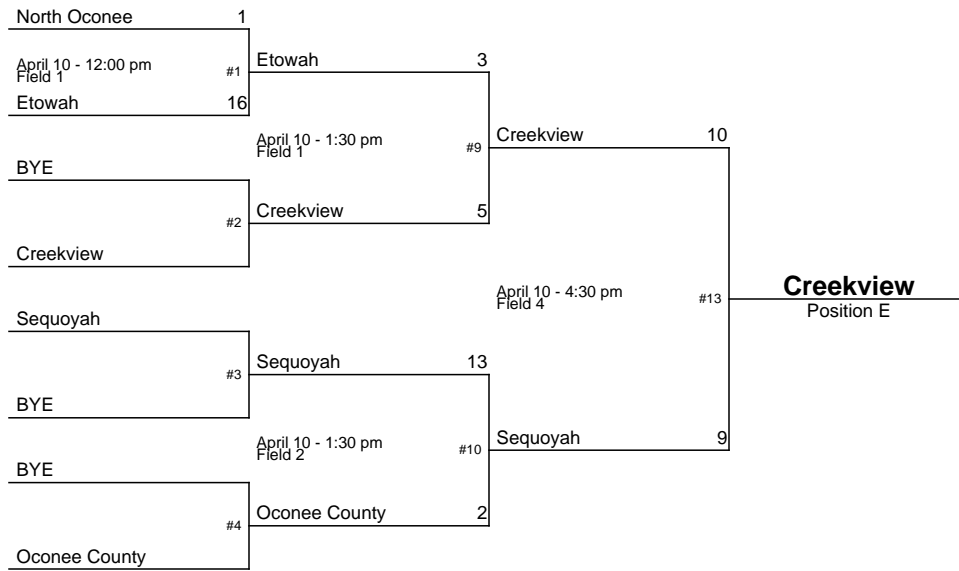 North Oconee 1
April 10 - 12:00 pm
Field 1
#1
Etowah 16
Etowah 3
April 10 - 1:30 pm
Field 1
#9
BYE
#2
Creekview
Creekview 5
Creekview 10
April 10 - 4:30 pm
Field 4
#13
Creekview
Position E
Sequoyah
#3
BYE
Sequoyah 13
April 10 - 1:30 pm
Field 2
#10
Sequoyah 9
BYE
#4
Oconee County
Oconee County 2